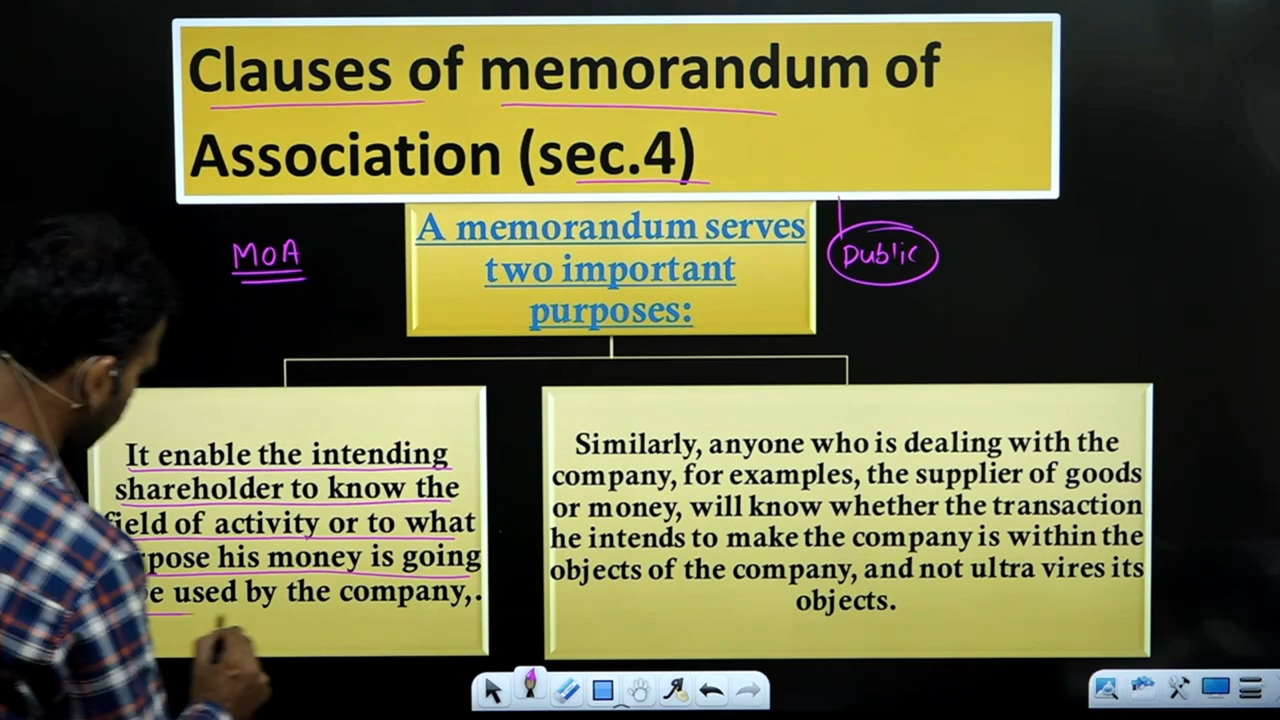 Clauses of memorandum of
Association (sec.4)
MOA
A memorandum serves
two important
purposes:
Public
It enable the intending
shareholder to know the
field of activity or to what
pose his money is going
used by the company,.
Similarly, anyone who is dealing with the
company, for examples, the supplier of goods
or money, will know whether the transaction
he intends to make the company is within the
objects of the company, and not ultra vires its
objects.